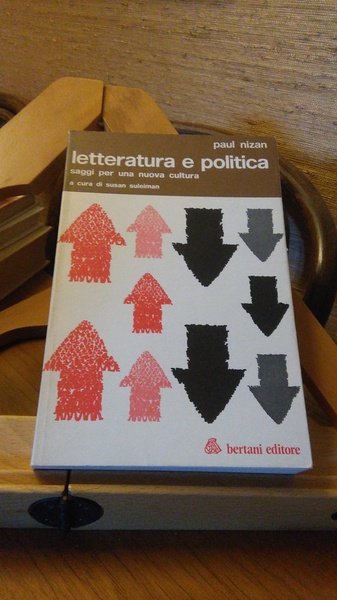 paul nizan
letteratura e politica
saggi per una nuova cultura
a cura di susan suleiman
bertani editore